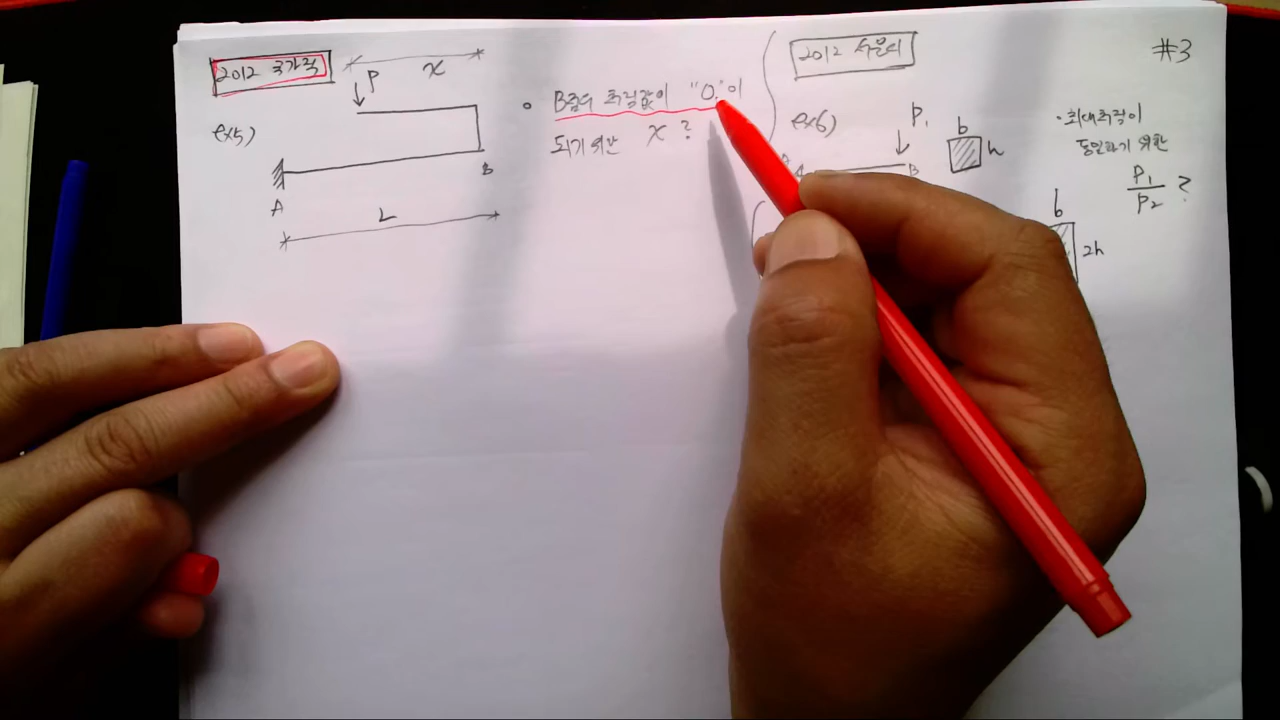 2012 국가직
ex5)
P
x
A
B
L
B점의 처짐값이 "0"이
되기 위한 x ?
2012 서울시
#3
ex6)
P₁
A
B
b
h
b
2h
· 최대처짐이
동일하기 위한
P₁/P₂ ?